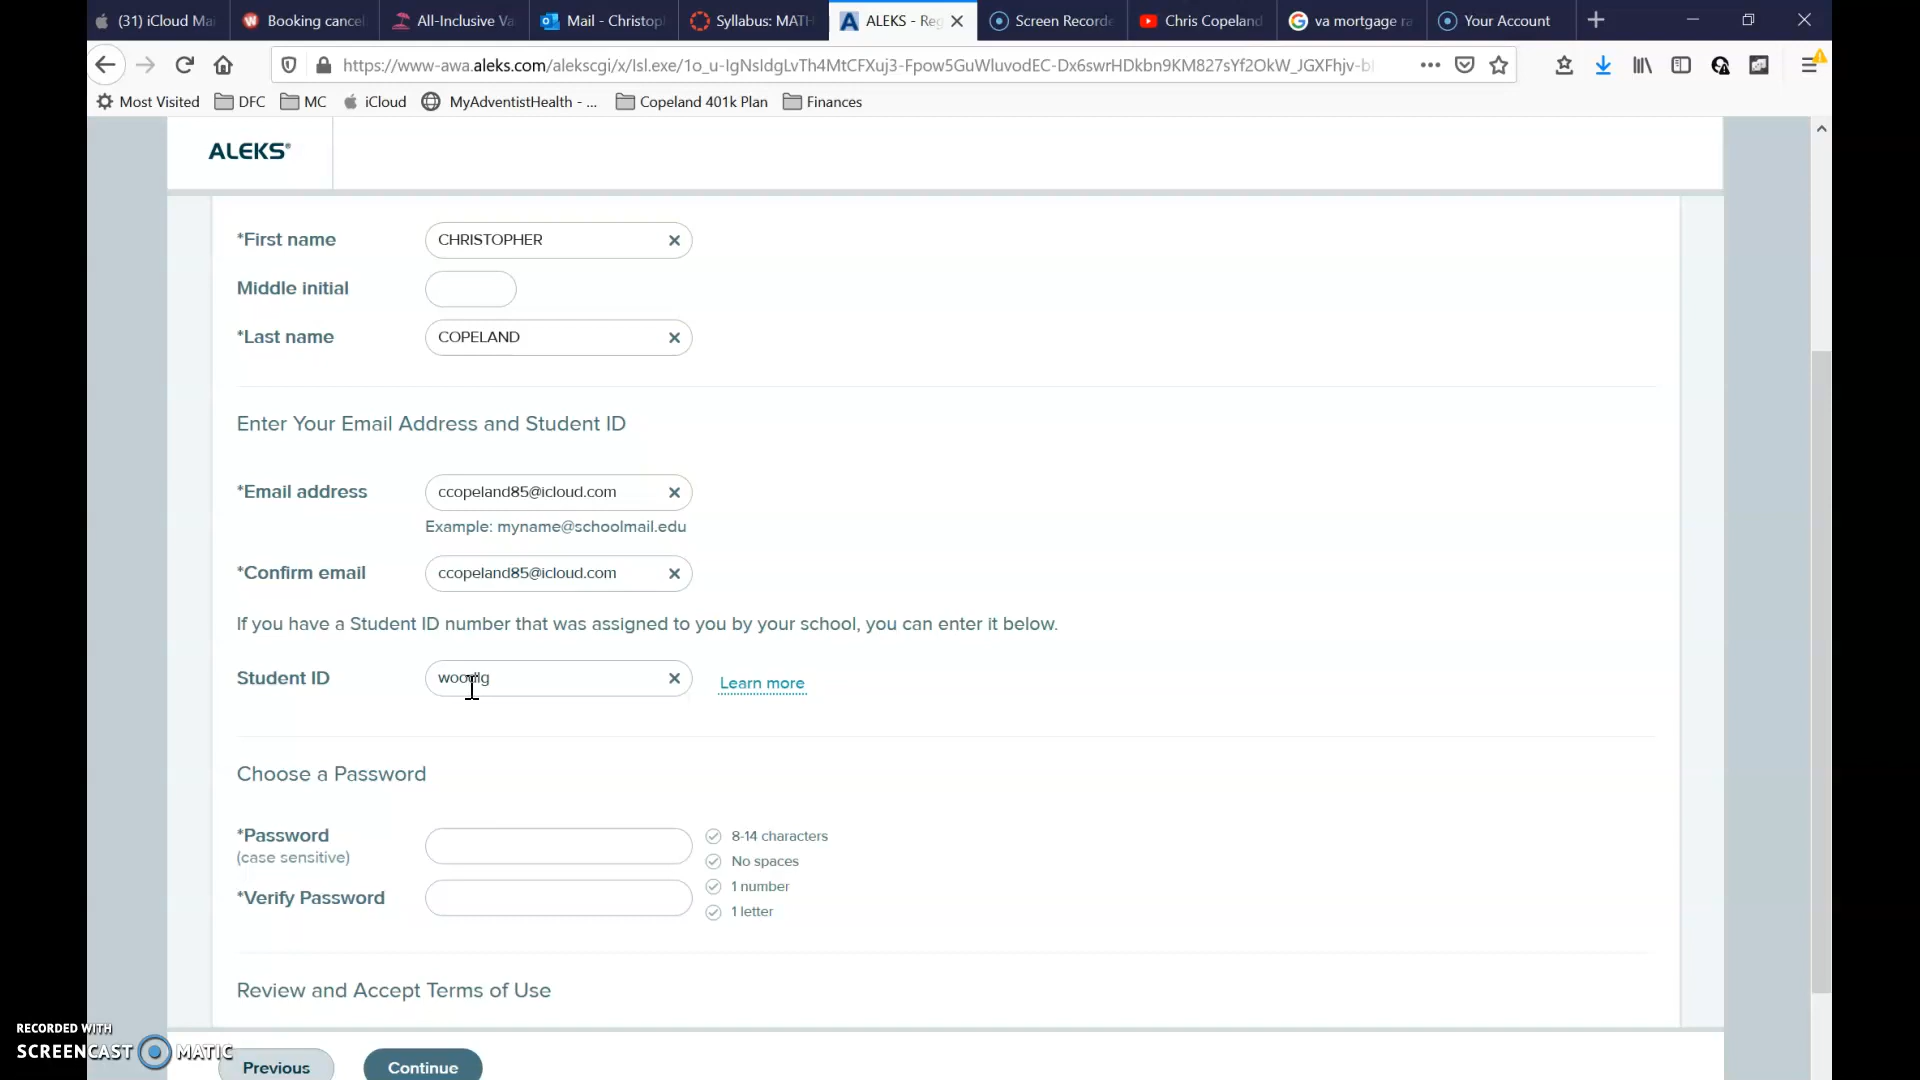 (31) iCloud Ma
Booking cancel
All-Inclusive Va
Mail - Christop
Syllabus: MATH
ALEKS - Reg
Screen Recorde
Chris Copeland
va mortgage ra
Your Account
https://www-awa.aleks.com/alekscgi/x/Isl.exe/1o_u-IgNsIdgLvTh4MtCFXuj3-Fpow5GuWluvodEC-Dx6swrHDkbn9KM827sYf2OkW_JGXFhjv-bl
Most Visited
DFC
MC
iCloud
MyAdventistHealth - ...
Copeland 401k Plan
Finances
ALEKS®
*First name
CHRISTOPHER
Middle initial
*Last name
COPELAND
Enter Your Email Address and Student ID
*Email address
ccopeland85@icloud.com
Example: myname@schoolmail.edu
*Confirm email
ccopeland85@icloud.com
If you have a Student ID number that was assigned to you by your school, you can enter it below.
Student ID
Learn more
Choose a Password
*Password
(case sensitive)
8-14 characters
No spaces
1 number
*Verify Password
1 letter
Review and Accept Terms of Use
RECORDED WITH
SCREENCAST MATIC
Previous
Continue